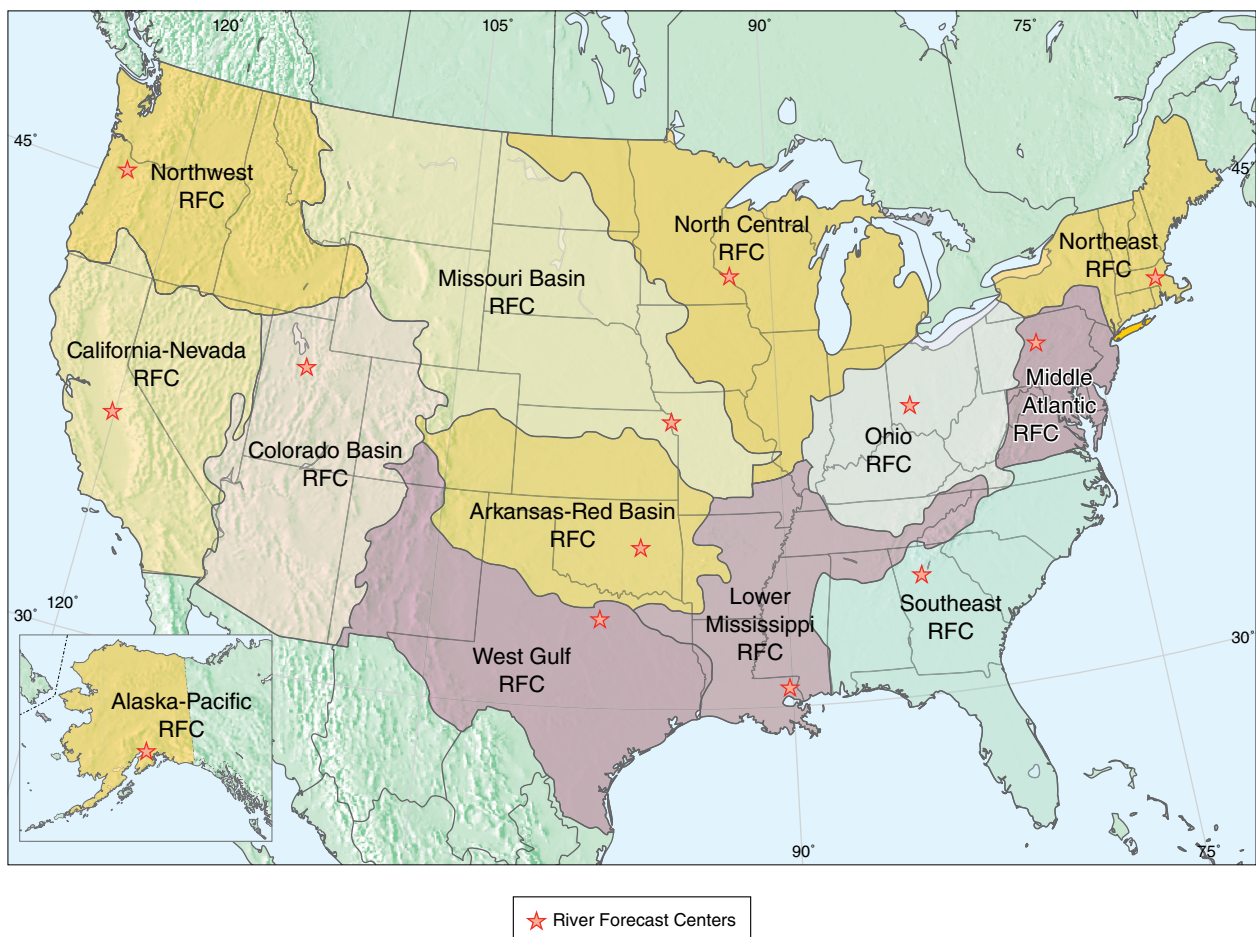 120°
105
90°
75°
45°
45°
Northwest
RFC
North Central
RFC
Northeast
RFC
Missouri Basin
RFC
California-Nevada
RFC
Middle
Atlantic
RFC
Ohio
RFC
Colorado Basin
RFC
Arkansas-Red Basin
RFC
Lower
Mississippi
RFC
Southeast
RFC
30°
120°
30°
West Gulf
RFC
Alaska-Pacific
RFC
90°
75°
River Forecast Centers